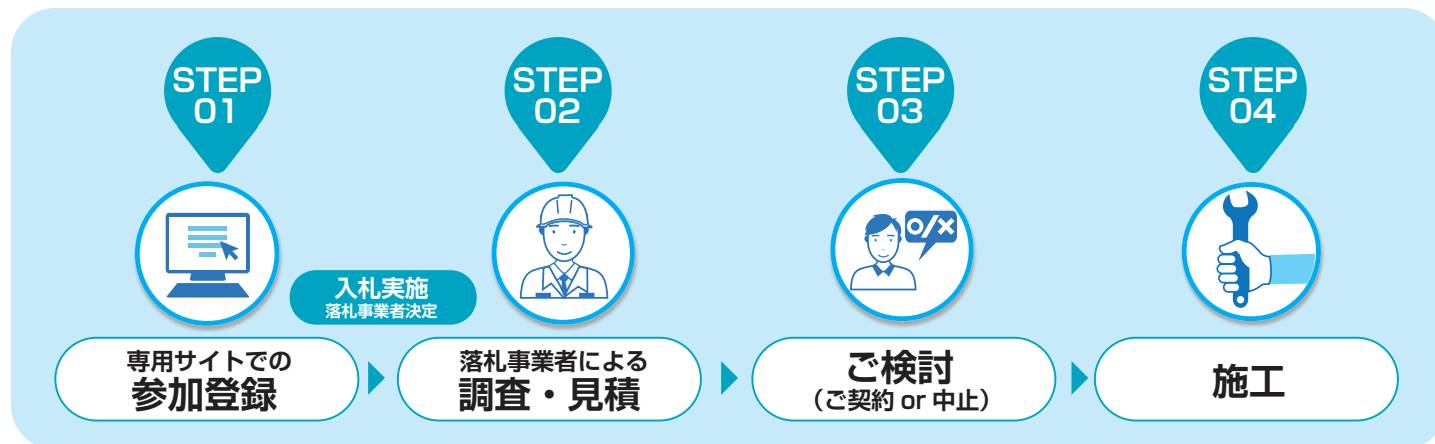 STEP
01
STEP
02
STEP
03
STEP
04
O/×
入札実施
落札事業者決定
専用サイトでの
参加登録
落札事業者による
調査・見積
ご検討
（ご契約 or 中止）
施工